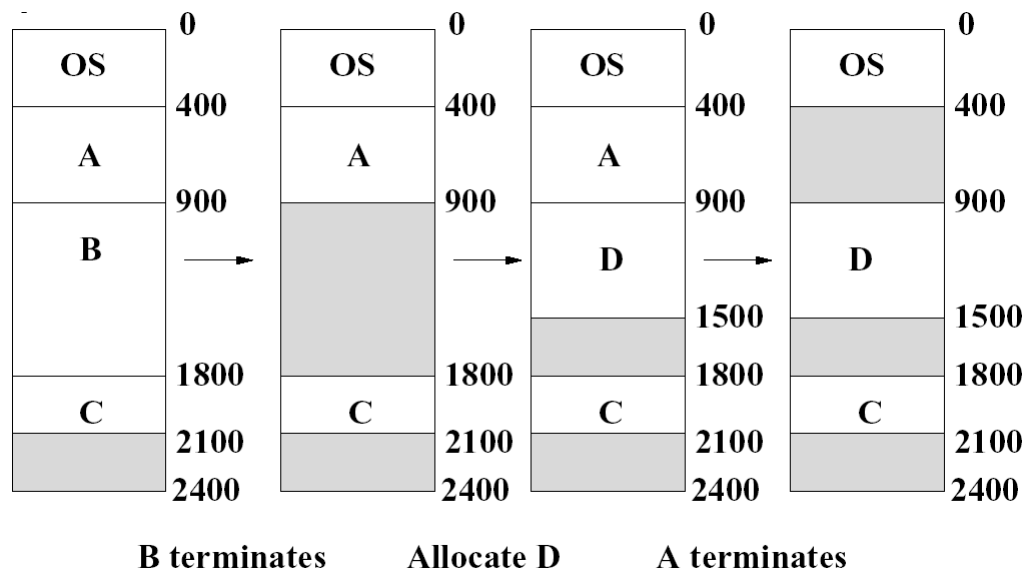 0 0 0 0
OS OS OS OS
400 400 400 400
A A A
900 900 900 900
B D D
1500 1500
1800 1800 1800 1800
C C C C
2100 2100 2100 2100
2400 2400 2400 2400
B terminates Allocate D A terminates